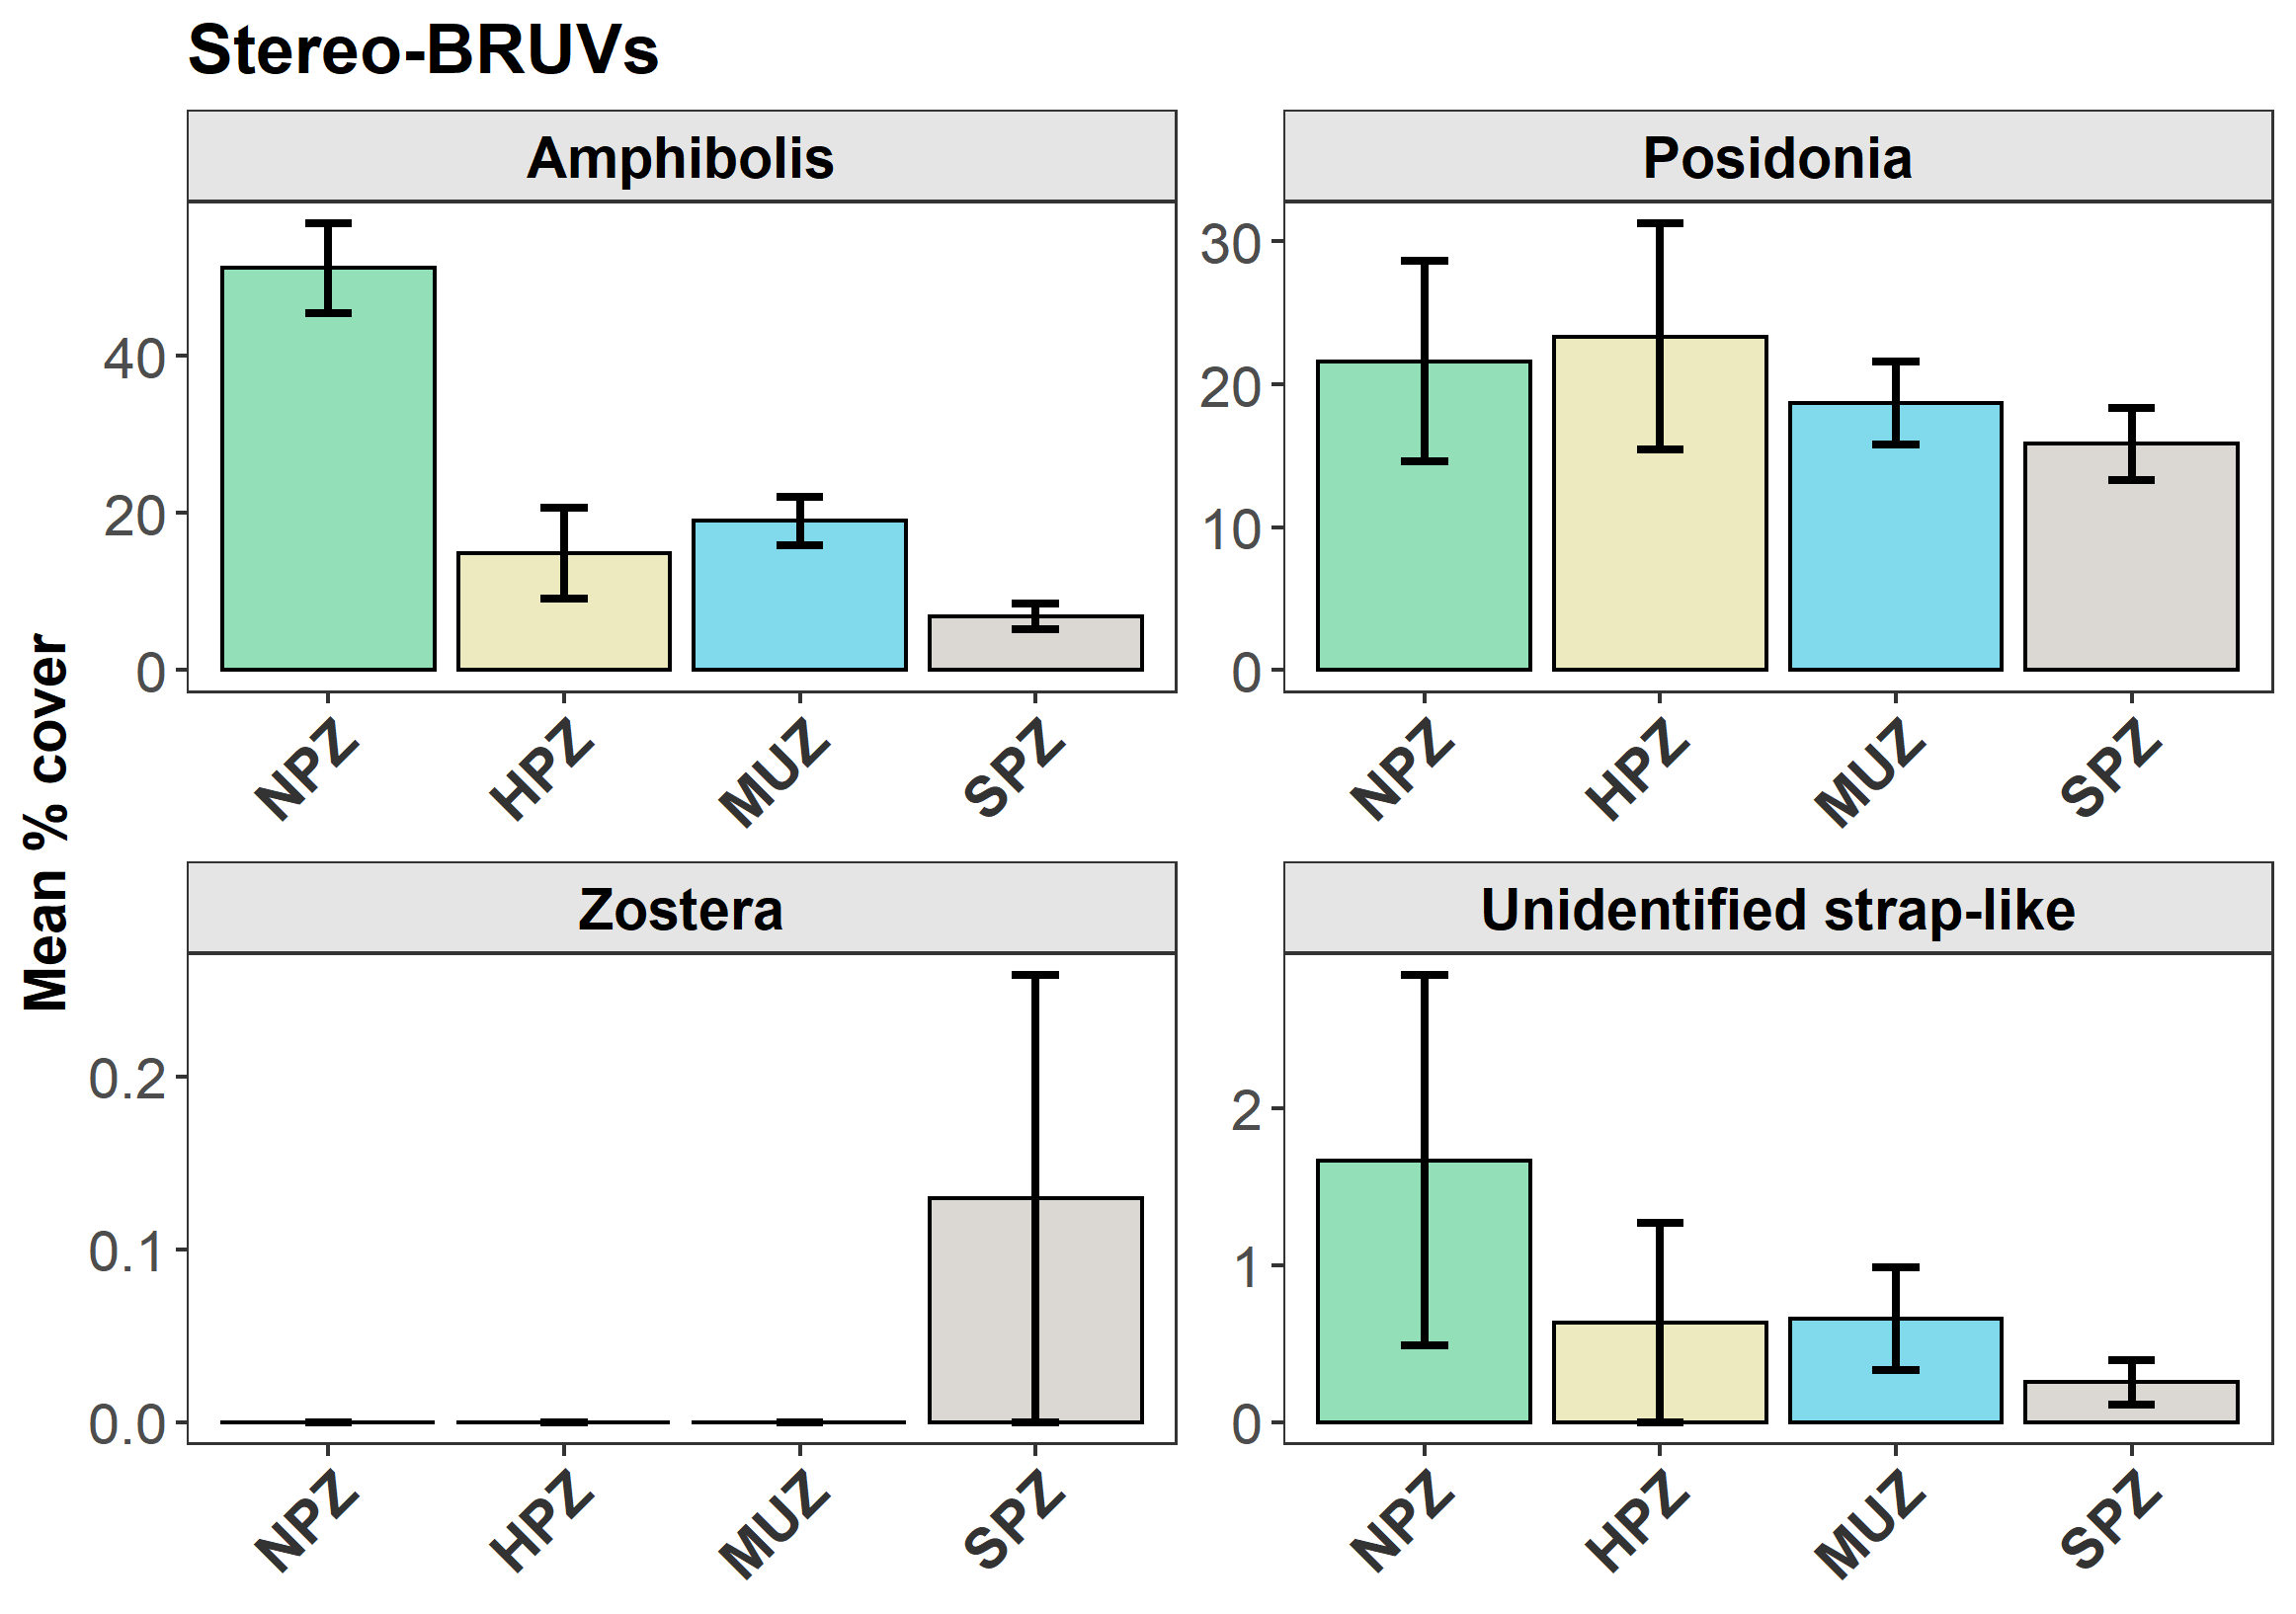 Stereo-BRUVs
Mean % cover
Amphibolis
40
20
0
NPZ HPZ MUZ SPZ
Posidonia
30
20
10
0
NPZ HPZ MUZ SPZ
Zostera
0.2
0.1
0.0
NPZ HPZ MUZ SPZ
Unidentified strap-like
2
1
0
NPZ HPZ MUZ SPZ